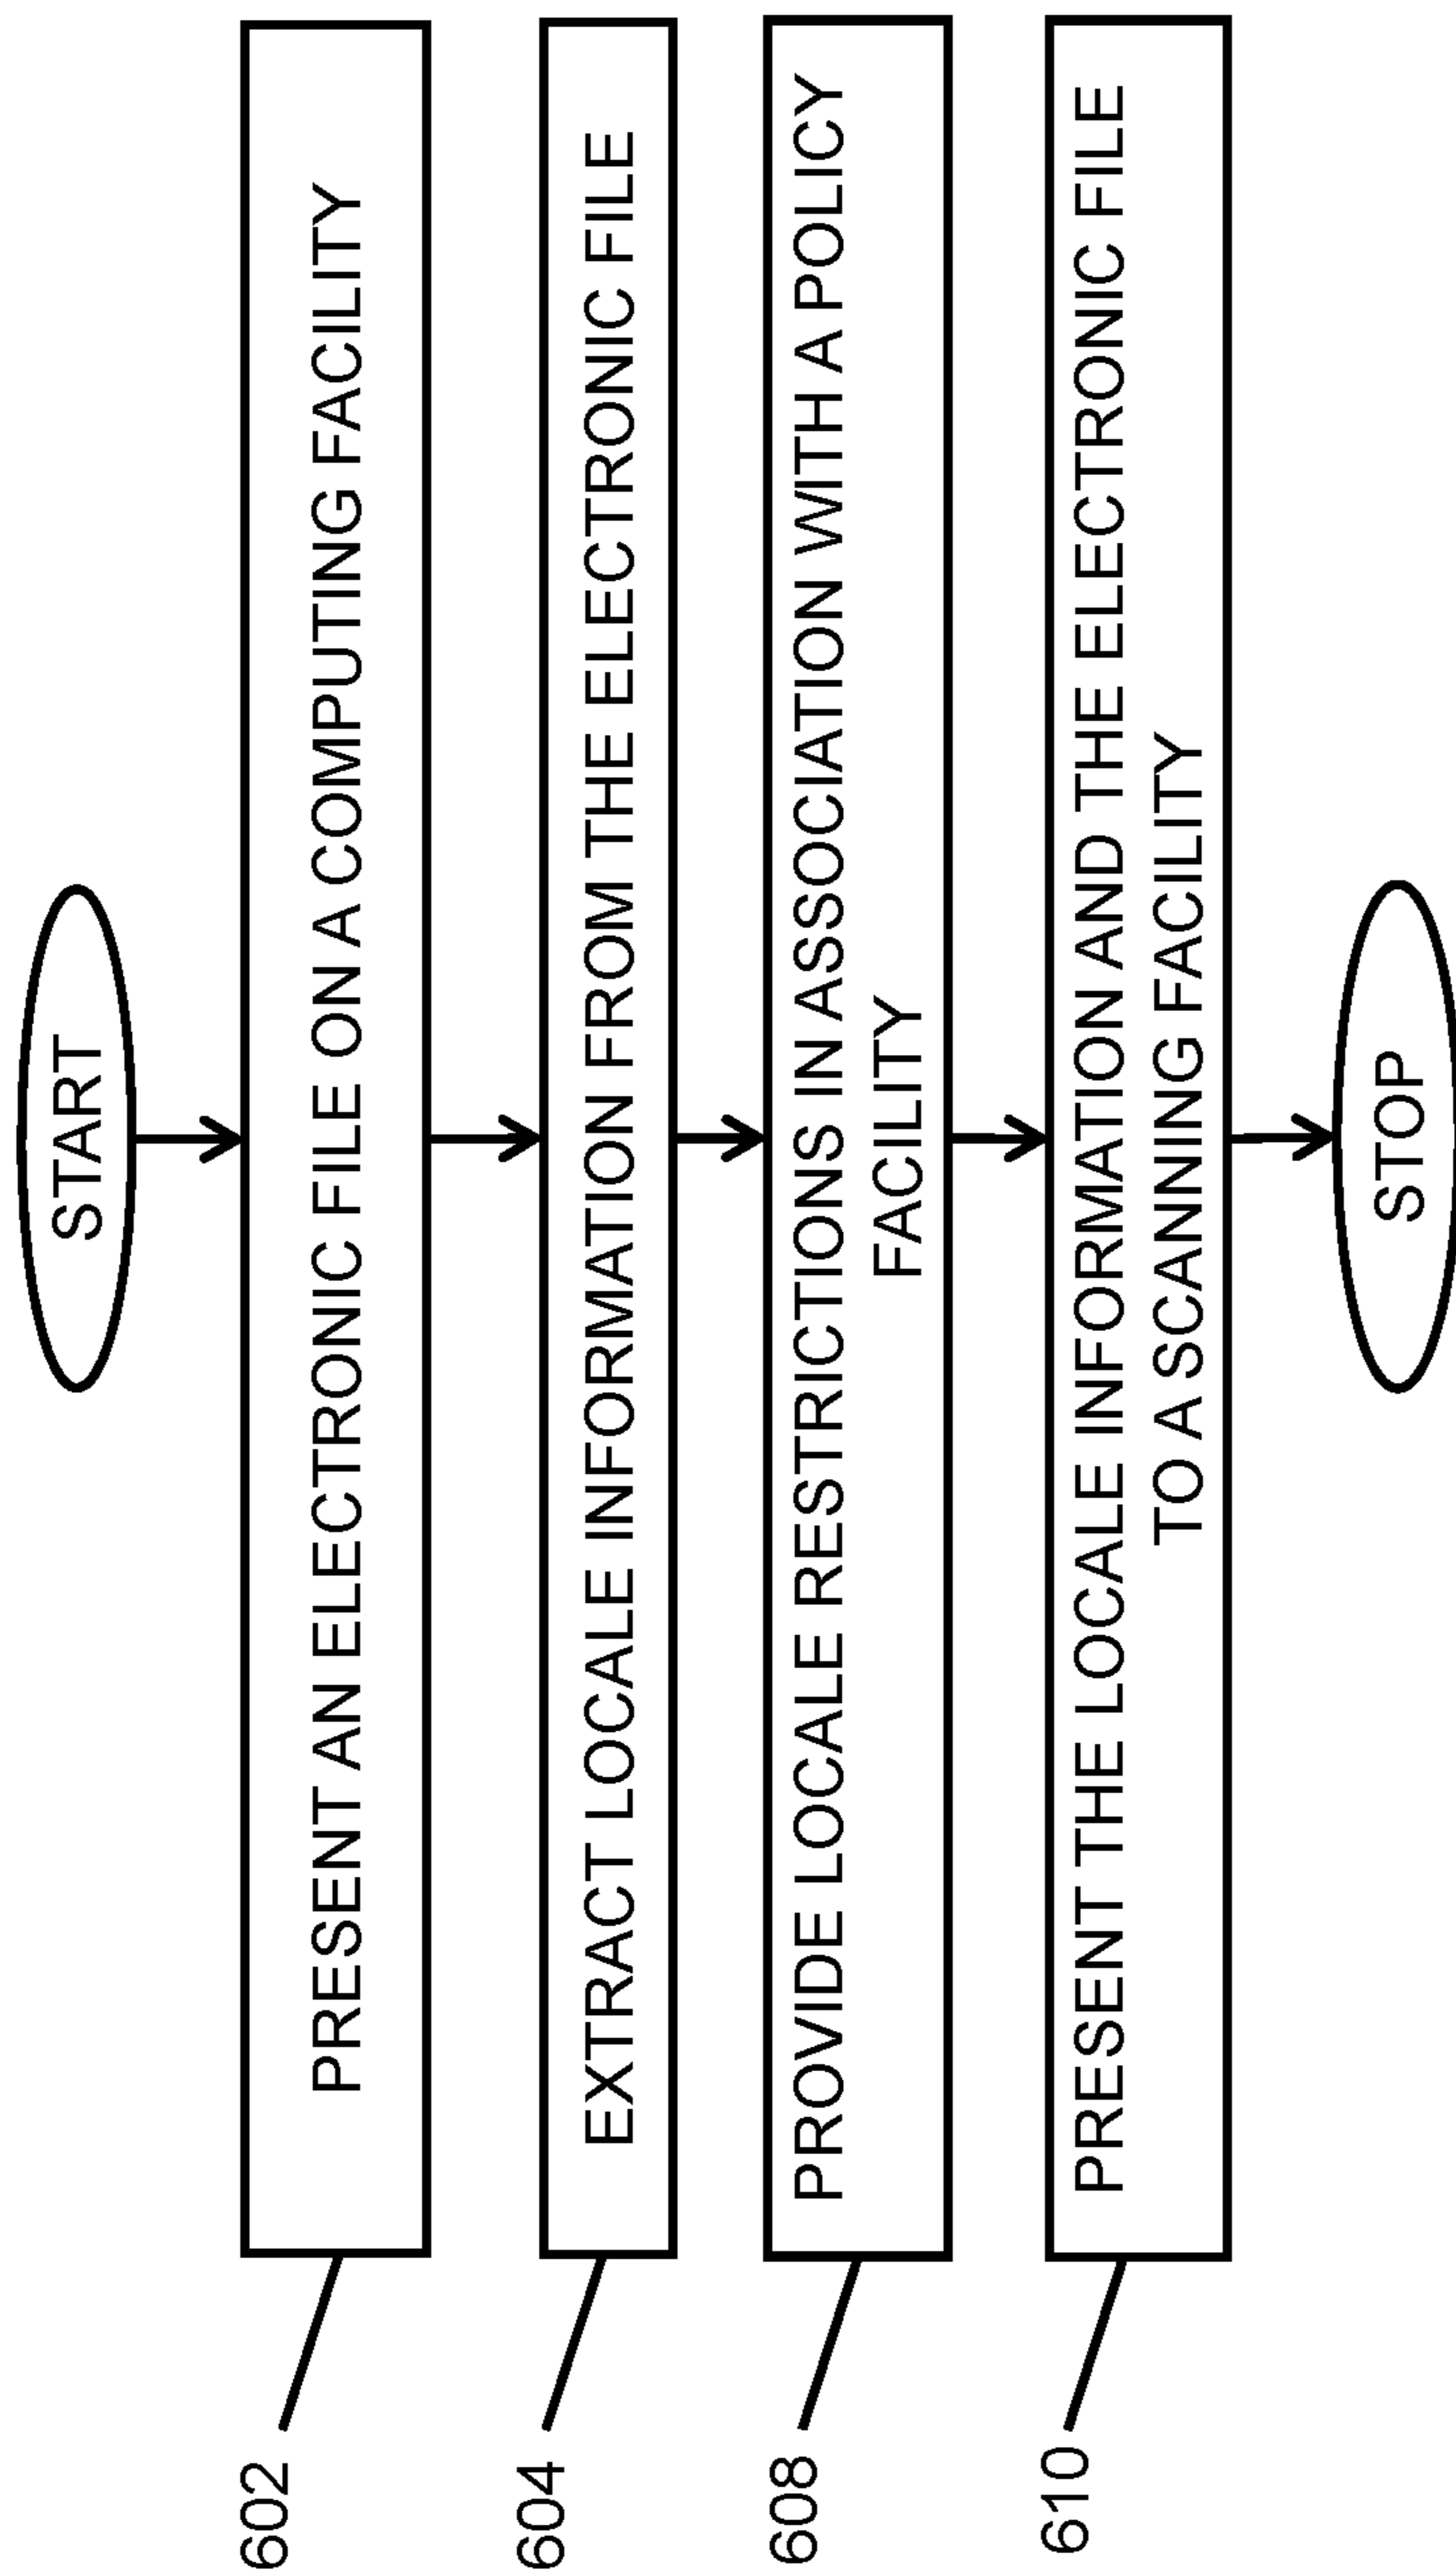 START
602
PRESENT AN ELECTRONIC FILE ON A COMPUTING FACILITY
604
EXTRACT LOCALE INFORMATION FROM THE ELECTRONIC FILE
608
PROVIDE LOCALE RESTRICTIONS IN ASSOCIATION WITH A POLICY
FACILITY
610
PRESENT THE LOCALE INFORMATION AND THE ELECTRONIC FILE
TO A SCANNING FACILITY
STOP